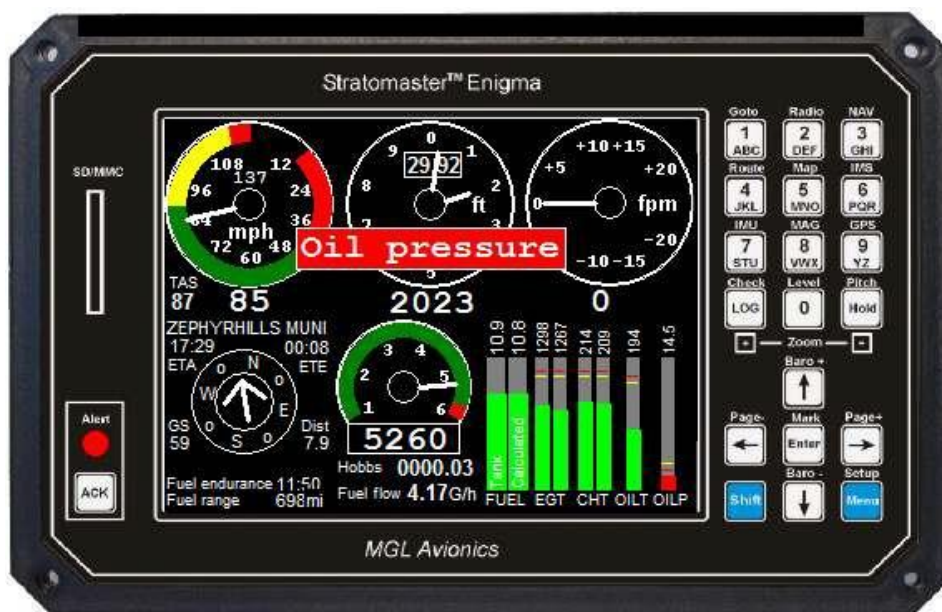 Stratomaster™ Enigma
SD/MMC
Alert
ACK
108 12
137
96 24
84 36
72 48
60
mph
TAS
87 85
0
9 1
29.92
8 2
ft
7 3
5
2023
+10 +15
+5 +20
0 fpm
-20
-10 -15
0
Oil pressure
ZEPHYRHILLS MUNI
17:29 00:08
ETA ETE
N
W E
S
GS Dist
59 7.9
Fuel endurance 11:50
Fuel range 698mi
3 4
2 5
1 6
5260
Hobbs 0000.03
Fuel flow 4.17G/h
10.9 10.8 1298 1267 214 209 194 14.5
Tank Calculated
FUEL EGT CHT OILT OILP
Goto Radio NAV
1 2 3
ABC DEF GHI
Route Map IMS
4 5 6
JKL MNO PQR
IMU MAG GPS
7 8 9
STU VWX YZ
Check Level Pitch
LOG 0 Hold
Zoom
Baro +
Page- Mark Page+
Enter
Baro - Setup
Shift Menu
MGL Avionics